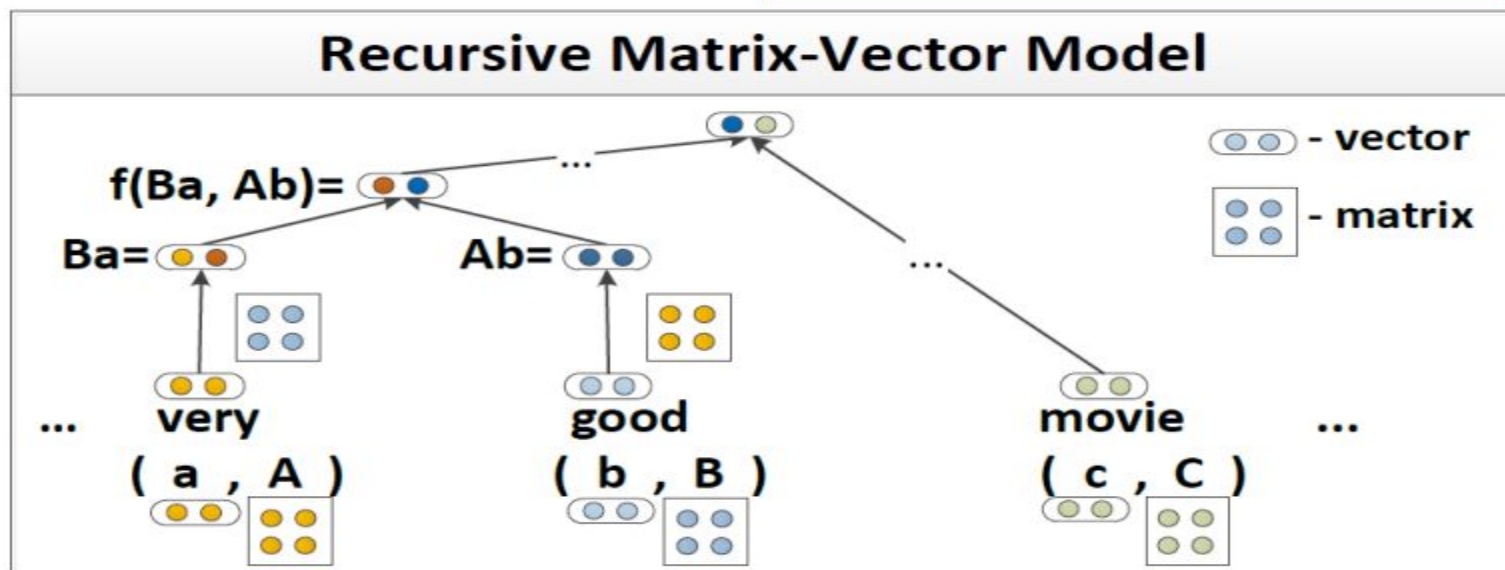 Recursive Matrix-Vector Model
- vector
... 
f(Ba, Ab)=
- matrix
Ba=
Ab=
...
... very good movie ...
( a , A ) ( b , B ) ( c , C )